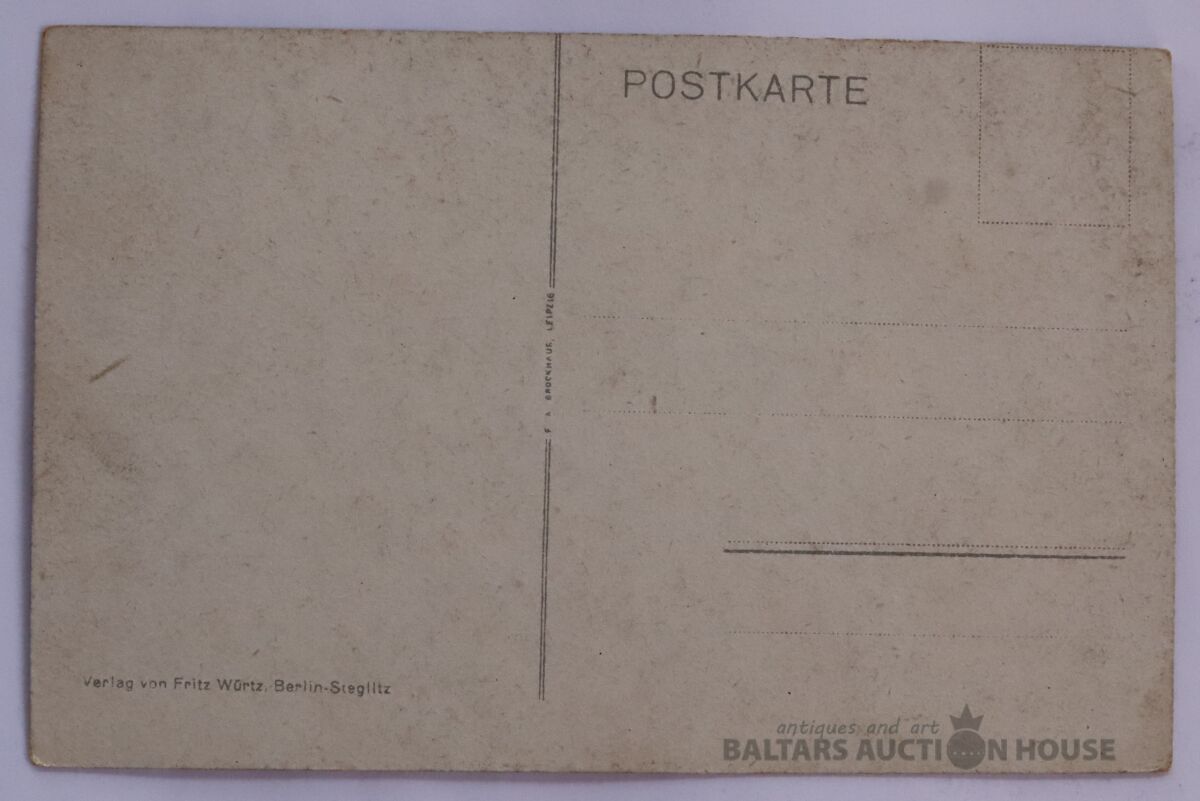 POSTKARTE
F. A. BROCKHAUS, LEIPZIG
Verlag von Fritz Würtz, Berlin-Steglitz
antiques and art
BALTARS AUCTION HOUSE